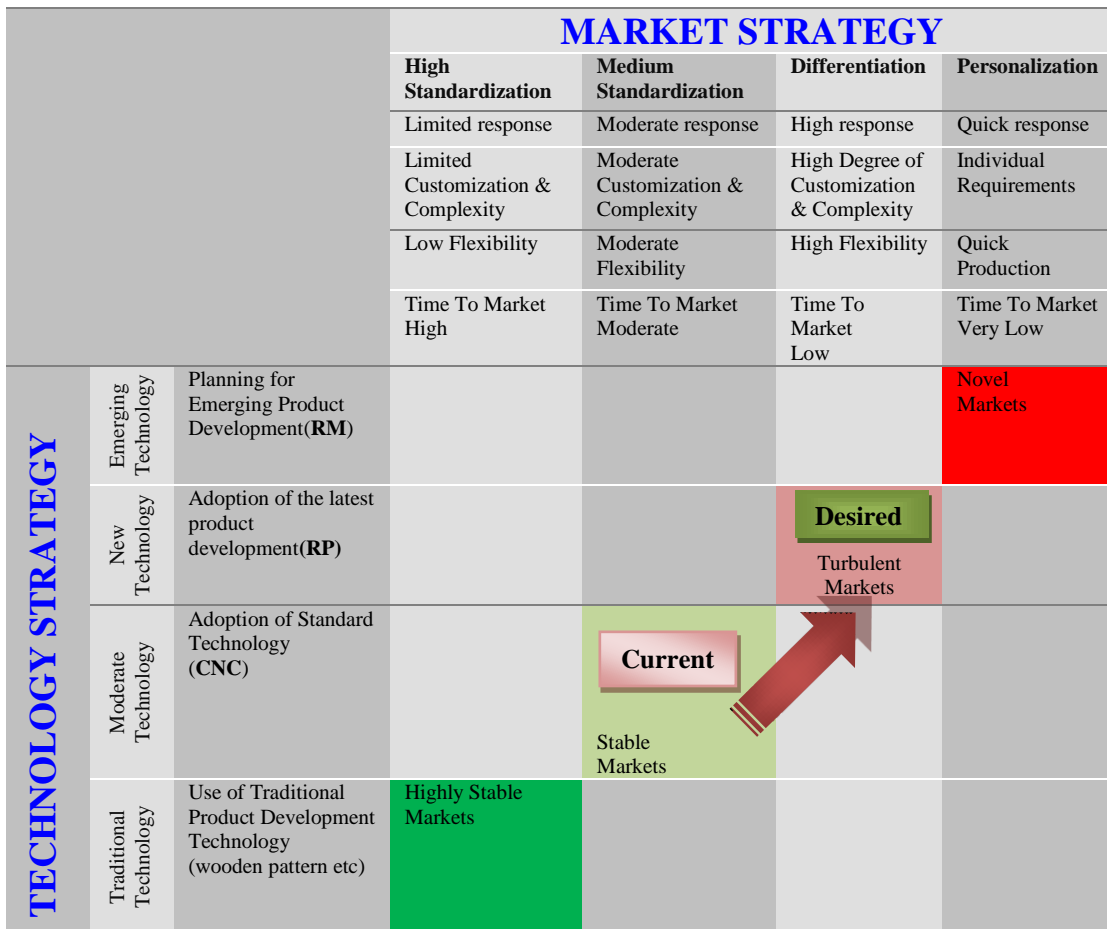 MARKET STRATEGY
High
Standardization
Medium
Standardization
Differentiation
Personalization
Limited response
Moderate response
High response
Quick response
Limited
Customization &
Complexity
Moderate
Customization &
Complexity
High Degree of
Customization
& Complexity
Individual
Requirements
Low Flexibility
Moderate
Flexibility
High Flexibility
Quick
Production
Time To Market
High
Time To Market
Moderate
Time To
Market
Low
Time To Market
Very Low
TECHNOLOGY STRATEGY
Emerging
Technology
Planning for
Emerging Product
Development(RM)
Novel
Markets
New
Technology
Adoption of the latest
product
development(RP)
Desired
Turbulent
Markets
Moderate
Technology
Adoption of Standard
Technology
(CNC)
Current
Stable
Markets
Traditional
Technology
Use of Traditional
Product Development
Technology
(wooden pattern etc)
Highly Stable
Markets